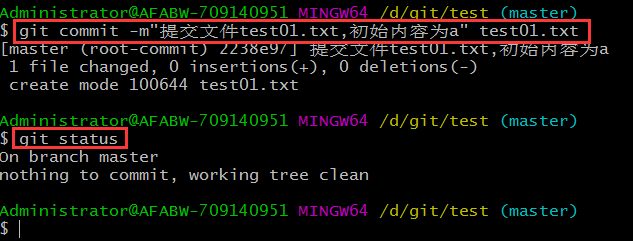 Administrator@AFABW-709140951 MINGW64 /d/git/test (master)
$ git commit -m"提交文件test01.txt,初始内容为a" test01.txt
[master (root-commit) 2238e97] 提交文件test01.txt,初始内容为a
 1 file changed, 0 insertions(+), 0 deletions(-)
 create mode 100644 test01.txt
Administrator@AFABW-709140951 MINGW64 /d/git/test (master)
$ git status
On branch master
nothing to commit, working tree clean
Administrator@AFABW-709140951 MINGW64 /d/git/test (master)
$